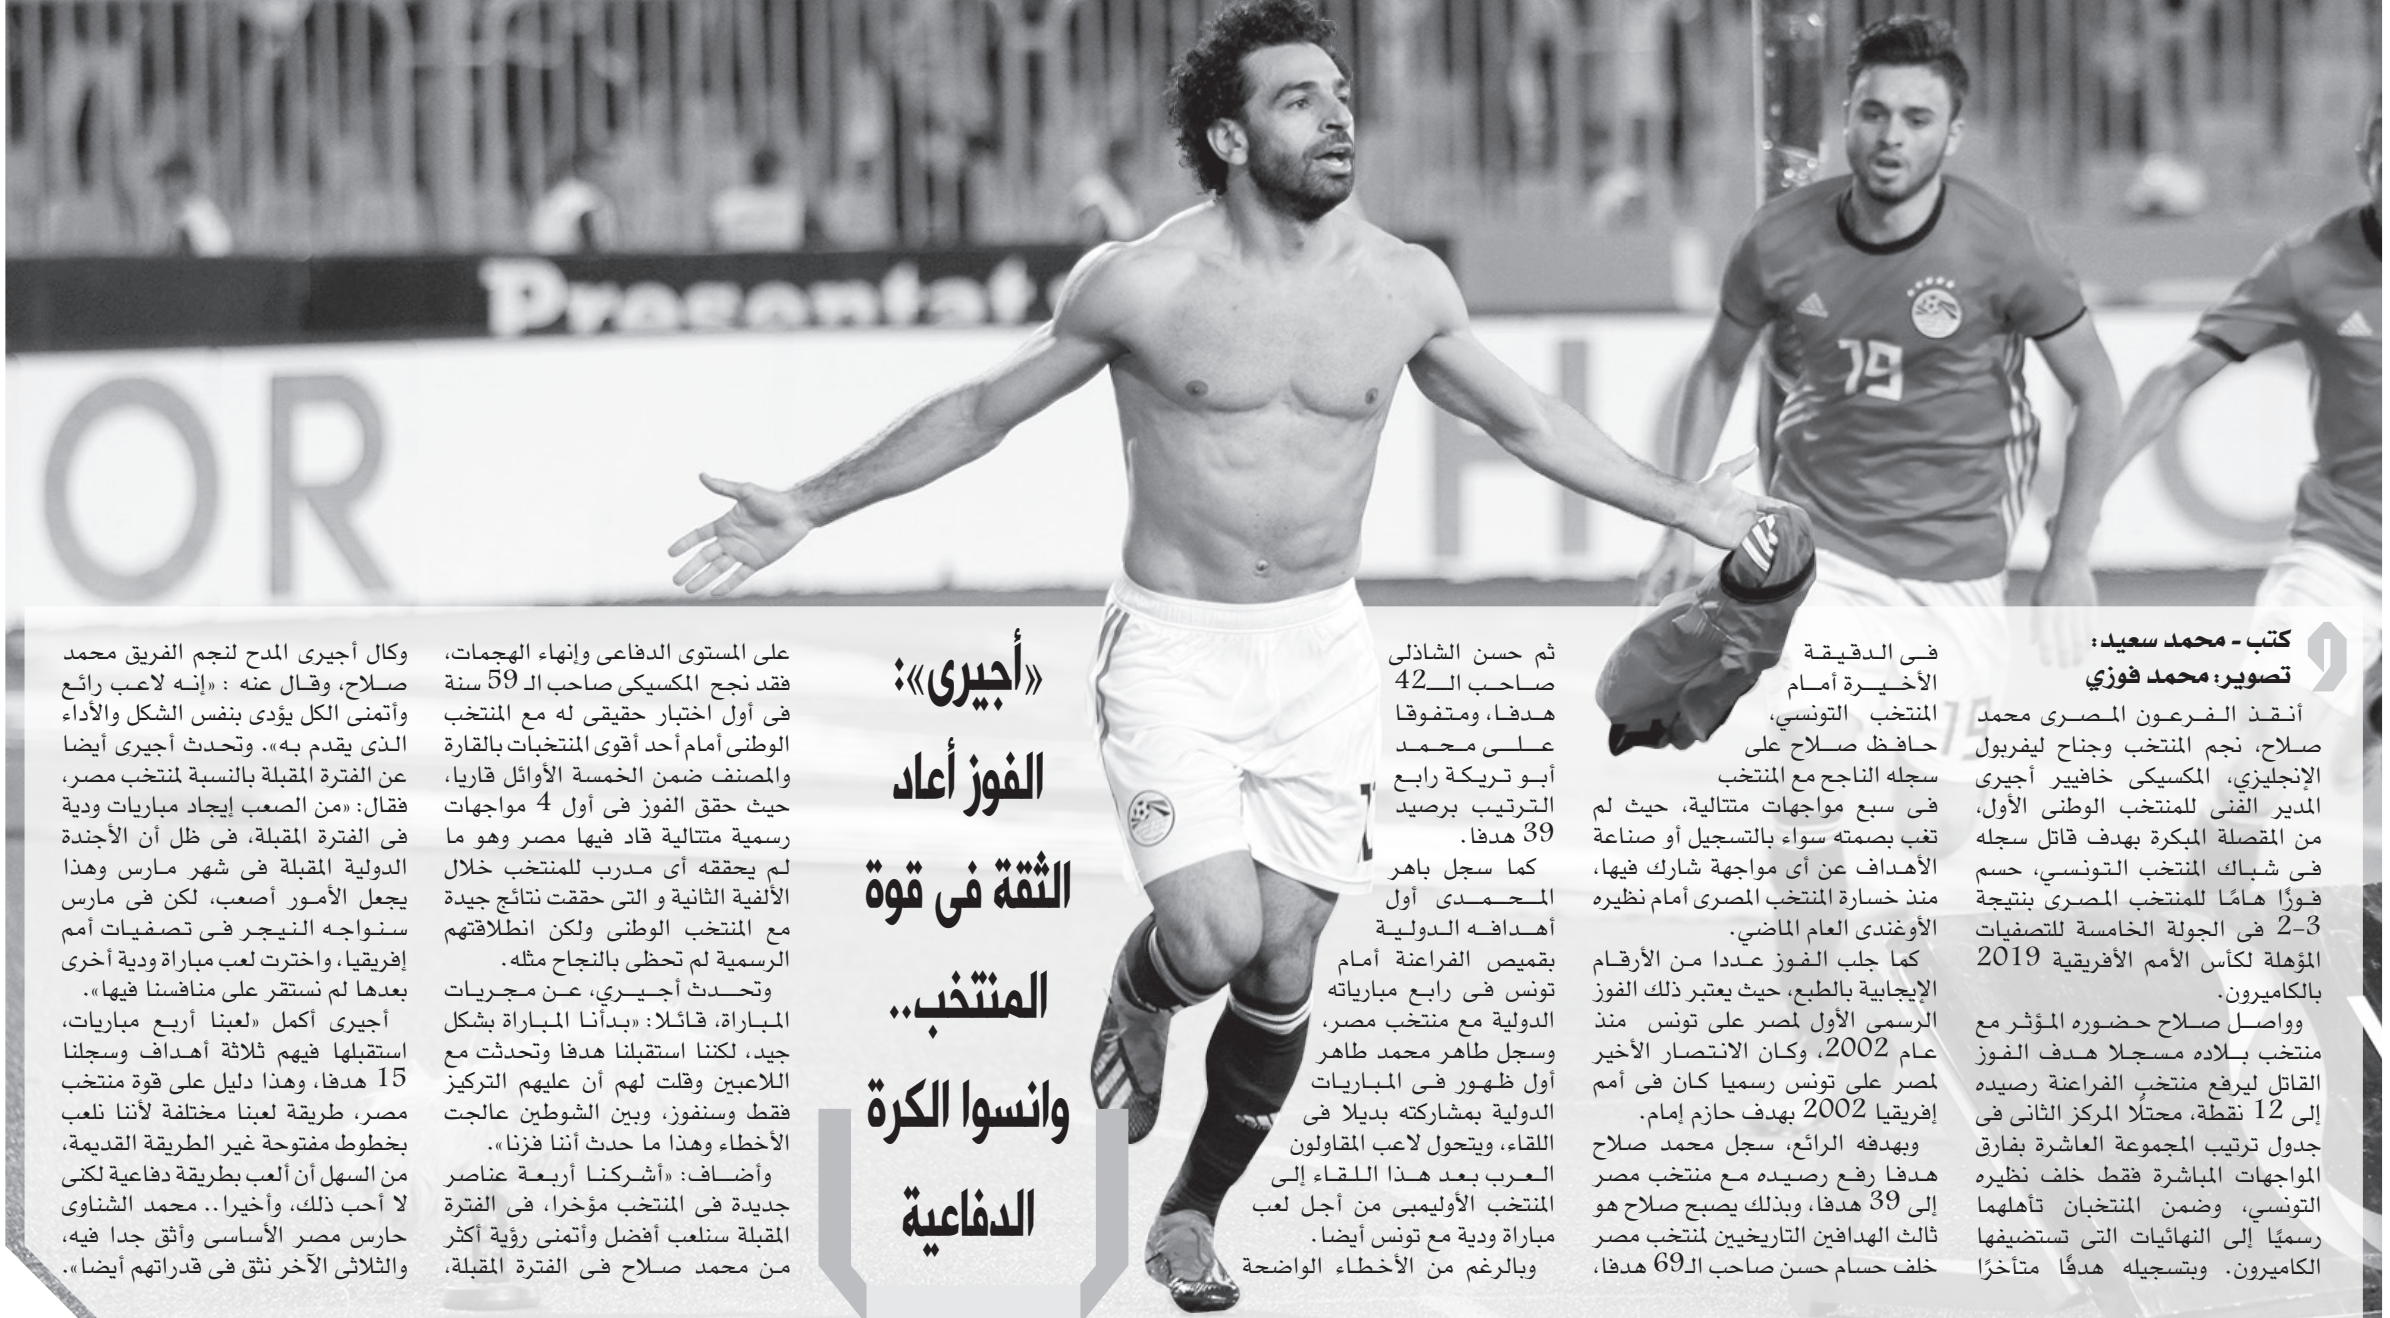 Presentat
OR
H
19
كتب - محمد سعيد:
تصوير: محمد فوزي
أنقذ الفرعون المصرى محمد
صلاح، نجم المنتخب وجناح ليفربول
الإنجليزي، المكسيكى خافيير أجيرى
المدير الفنى للمنتخب الوطنى الأول،
من المقصلة المبكرة بهدف قاتل سجله
فى شباك المنتخب التونسي، حسم
فوزًا هامًا للمنتخب المصرى بنتيجة
3-2 فى الجولة الخامسة للتصفيات
المؤهلة لكأس الأمم الأفريقية 2019
بالكاميرون.
وواصل صلاح حضوره المؤثر مع
منتخب بلاده مسجلا هدف الفوز
القاتل ليرفع منتخب الفراعنة رصيده
إلى 12 نقطة، محتلًا المركز الثانى فى
جدول ترتيب المجموعة العاشرة بفارق
المواجهات المباشرة فقط خلف نظيره
التونسي، وضمن المنتخبان تأهلهما
رسميًا إلى النهائيات التى تستضيفها
الكاميرون. وبتسجيله هدفًا متأخرًا
فى الدقيقة
الأخيرة أمام
المنتخب التونسي،
حافظ صلاح على
سجله الناجح مع المنتخب
فى سبع مواجهات متتالية، حيث لم
تغب بصمته سواء بالتسجيل أو صناعة
الأهداف عن أى مواجهة شارك فيها،
منذ خسارة المنتخب المصرى أمام نظيره
الأوغندى العام الماضي.
كما جلب الفوز عددا من الأرقام
الإيجابية بالطبع، حيث يعتبر ذلك الفوز
الرسمى الأول لمصر على تونس منذ
عام 2002، وكان الانتصار الأخير
لمصر على تونس رسميا كان فى أمم
إفريقيا 2002 بهدف حازم إمام.
وبهدفه الرائع، سجل محمد صلاح
هدفا رفع رصيده مع منتخب مصر
إلى 39 هدفا، وبذلك يصبح صلاح هو
ثالث الهدافين التاريخيين لمنتخب مصر
خلف حسام حسن صاحب الـ69 هدفا،
ثم حسن الشاذلى
صاحب الـ42
هدفا، ومتفوقا
على محمد
أبو تريكة رابع
الترتيب برصيد
39 هدفا.
كما سجل باهر
المحمدى أول
أهدافه الدولية
بقميص الفراعنة أمام
تونس فى رابع مبارياته
الدولية مع منتخب مصر،
وسجل طاهر محمد طاهر
أول ظهور فى المباريات
الدولية بمشاركته بديلا فى
اللقاء، ويتحول لاعب المقاولون
العرب بعد هذا اللقاء إلى
المنتخب الأوليمبى من أجل لعب
مباراة ودية مع تونس أيضا.
وبالرغم من الأخطاء الواضحة
«أجيرى»:
الفوز أعاد
الثقة فى قوة
المنتخب..
وانسوا الكرة
الدفاعية
على المستوى الدفاعى وإنهاء الهجمات،
فقد نجح المكسيكى صاحب الـ 59 سنة
فى أول اختبار حقيقى له مع المنتخب
الوطنى أمام أحد أقوى المنتخبات بالقارة
والمصنف ضمن الخمسة الأوائل قاريا،
حيث حقق الفوز فى أول 4 مواجهات
رسمية متتالية قاد فيها مصر وهو ما
لم يحققه أى مدرب للمنتخب خلال
الألفية الثانية و التى حققت نتائج جيدة
مع المنتخب الوطنى ولكن انطلاقتهم
الرسمية لم تحظى بالنجاح مثله.
وتحدث أجيري، عن مجريات
المباراة، قائلا: «بدأنا المباراة بشكل
جيد، لكننا استقبلنا هدفا وتحدثت مع
اللاعبين وقلت لهم أن عليهم التركيز
فقط وسنفوز، وبين الشوطين عالجت
الأخطاء وهذا ما حدث أننا فزنا».
وأضاف: «أشركنا أربعة عناصر
جديدة فى المنتخب مؤخرا، فى الفترة
المقبلة سنلعب أفضل وأتمنى رؤية أكثر
من محمد صلاح فى الفترة المقبلة،
وكال أجيرى المدح لنجم الفريق محمد
صلاح، وقال عنه : «إنه لاعب رائع
وأتمنى الكل يؤدى بنفس الشكل والأداء
الذى يقدم به». وتحدث أجيرى أيضا
عن الفترة المقبلة بالنسبة لمنتخب مصر،
فقال: «من الصعب إيجاد مباريات ودية
فى الفترة المقبلة، فى ظل أن الأجندة
الدولية المقبلة فى شهر مارس وهذا
يجعل الأمور أصعب، لكن فى مارس
سنواجه النيجر فى تصفيات أمم
إفريقيا، واخترت لعب مباراة ودية أخرى
بعدها لم نستقر على منافسنا فيها».
أجيرى أكمل «لعبنا أربع مباريات،
استقبلها فيهم ثلاثة أهداف وسجلنا
15 هدفا، وهذا دليل على قوة منتخب
مصر، طريقة لعبنا مختلفة لأننا نلعب
بخطوط مفتوحة غير الطريقة القديمة،
من السهل أن ألعب بطريقة دفاعية لكنى
لا أحب ذلك، وأخيرا.. محمد الشناوى
حارس مصر الأساسى وأثق جدا فيه،
والثلاثى الآخر نثق فى قدراتهم أيضا».